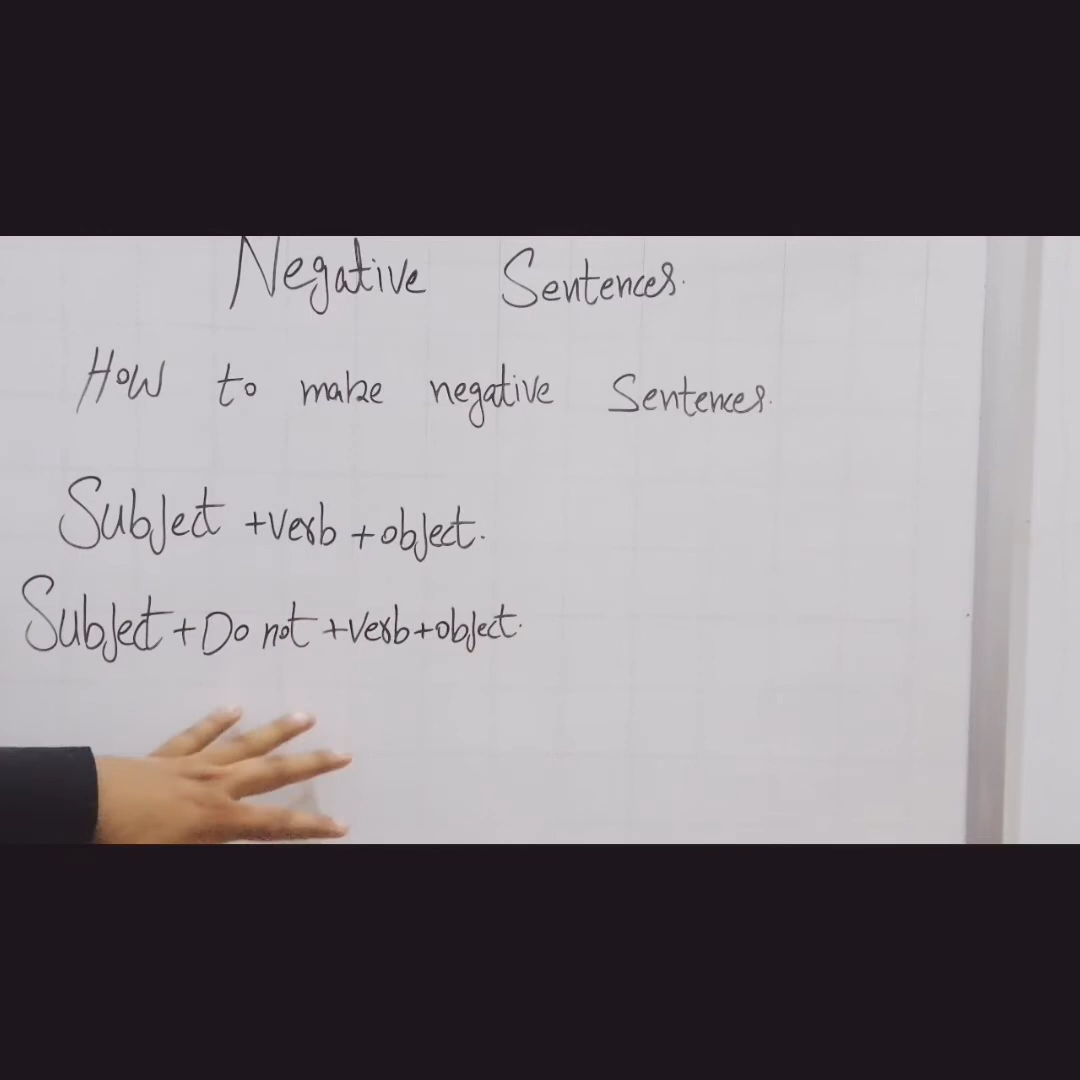 Negative Sentences.
How to make negative Sentences.
Subject +verb +object.
Subject + Do not +verb+object.